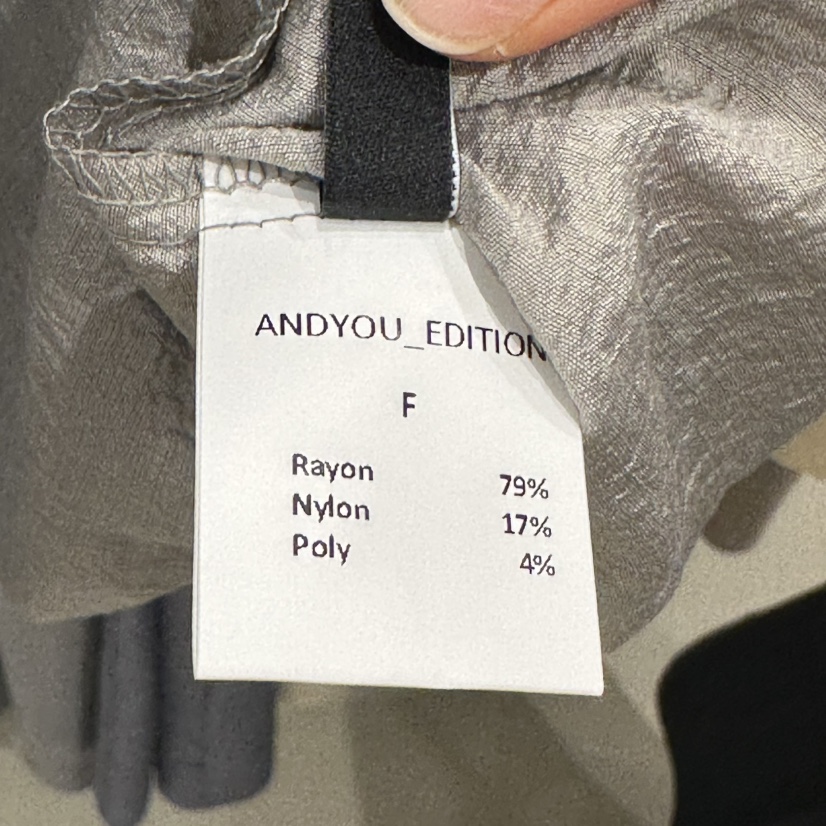 ANDYOU_EDITION
F
Rayon 79%
Nylon 17%
Poly 4%